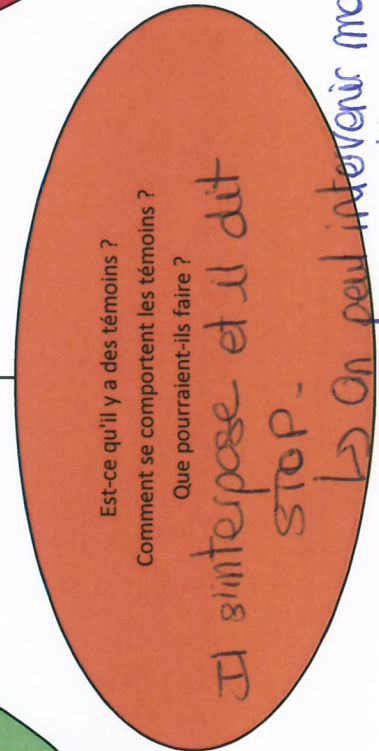 Est-ce qu'il y a des témoins ?
Comment se comportent les témoins ?
Que pourraient-ils faire ?
Il s'interpose et il dit
STOP.
↳ On peut intervenir